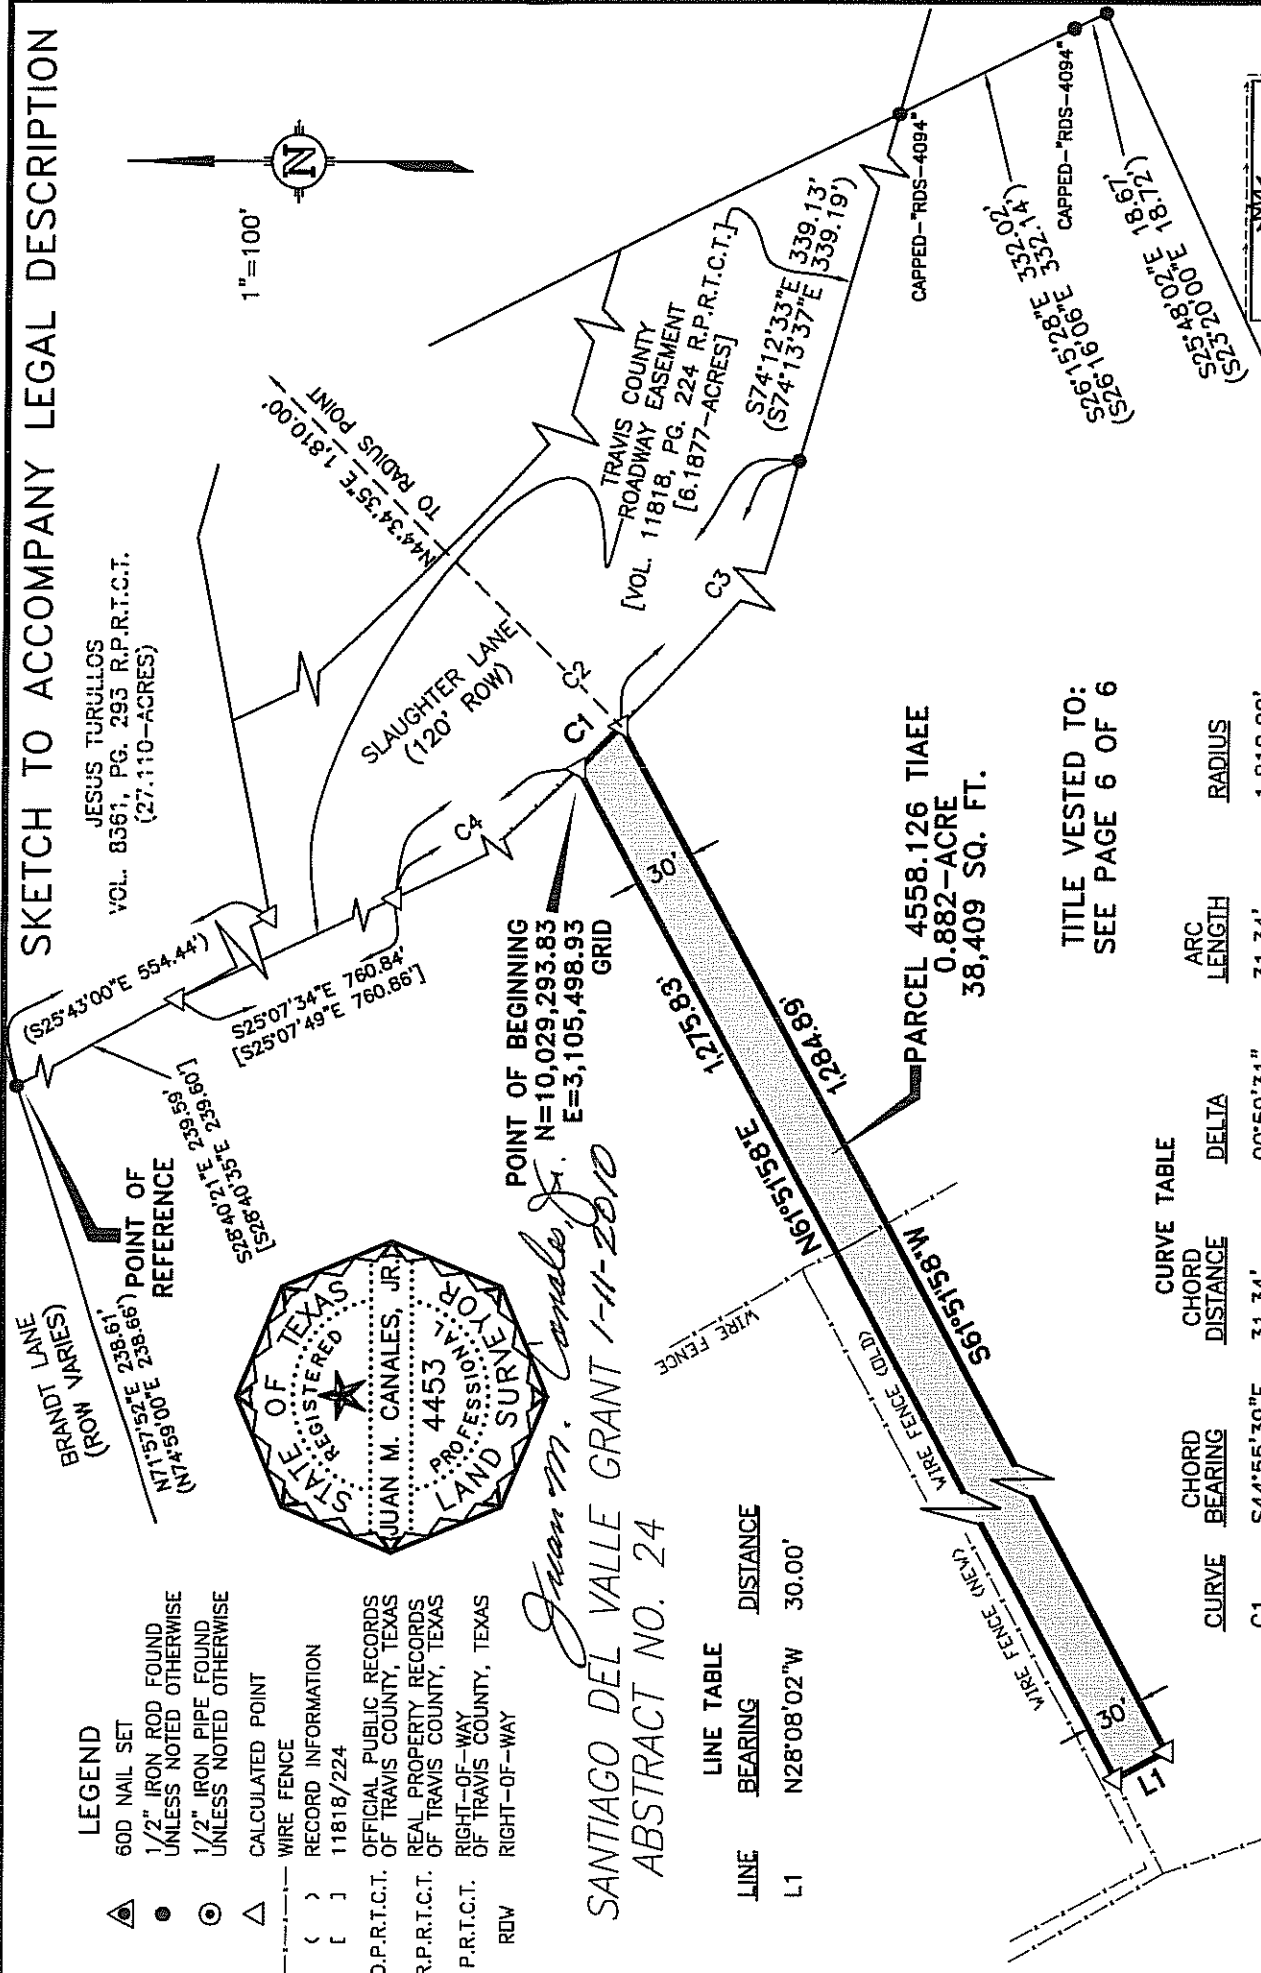 SKETCH TO ACCOMPANY LEGAL DESCRIPTION
LEGEND
60D NAIL SET
1/2" IRON ROD FOUND
UNLESS NOTED OTHERWISE
1/2" IRON PIPE FOUND
UNLESS NOTED OTHERWISE
CALCULATED POINT
WIRE FENCE
( ) RECORD INFORMATION
[ ] 11818/224
O.P.R.T.C.T. OFFICIAL PUBLIC RECORDS
OF TRAVIS COUNTY, TEXAS
R.P.R.T.C.T. REAL PROPERTY RECORDS
OF TRAVIS COUNTY, TEXAS
P.R.T.C.T. RIGHT-OF-WAY
OF TRAVIS COUNTY, TEXAS
ROW RIGHT-OF-WAY
BRANDT LANE
(ROW VARIES)
N71°57'52"E 238.61'
(N74°59'00"E 238.66')
POINT OF
REFERENCE
JESUS TURULLOS
VOL. 8361, PG. 293 R.P.R.T.C.T.
(27.110-ACRES)
1"=100'
N
(S25°43'00"E 554.44')
S28°40'21"E 239.59'
[S28°40'35"E 239.60']
S25°07'34"E 760.84'
[S25°07'49"E 760.86']
N44°34'35"E 1,810.00'
TO RADIUS POINT
SLAUGHTER LANE
(120' ROW)
C4
C1
C2
C3
TRAVIS COUNTY
ROADWAY EASEMENT
[VOL. 11818, PG. 224 R.P.R.T.C.T.]
[6.1877-ACRES]
S74°12'33"E 339.13'
(S74°13'37"E 339.19')
CAPPED-"RDS-4094"
S26°15'28"E 332.02'
(S26°16'06"E 332.14')
CAPPED-"RDS-4094"
S25°48'02"E 18.67'
(S23°20'00"E 18.72')
STATE OF TEXAS
REGISTERED
JUAN M. CANALES, JR.
4453
PROFESSIONAL
LAND SURVEYOR
Juan M. Canales, Jr.
1-11-2010
SANTIAGO DEL VALLE GRANT
ABSTRACT NO. 24
POINT OF BEGINNING
N=10,029,293.83
E=3,105,498.93
GRID
30'
1,275.83'
N61°51'58"E
1,284.89'
S61°51'58"W
PARCEL 4558.126 TIAEE
0.882-ACRE
38,409 SQ. FT.
WIRE FENCE
WIRE FENCE (OLD)
WIRE FENCE (NEW)
30'
L1
TITLE VESTED TO:
SEE PAGE 6 OF 6
LINE TABLE
LINE BEARING DISTANCE
L1 N28°08'02"W 30.00'
CURVE TABLE
CURVE CHORD BEARING CHORD DISTANCE DELTA ARC LENGTH RADIUS
C1 S44°55'39"E 31.34' 00°59'31" 31.34' 1,810.00'